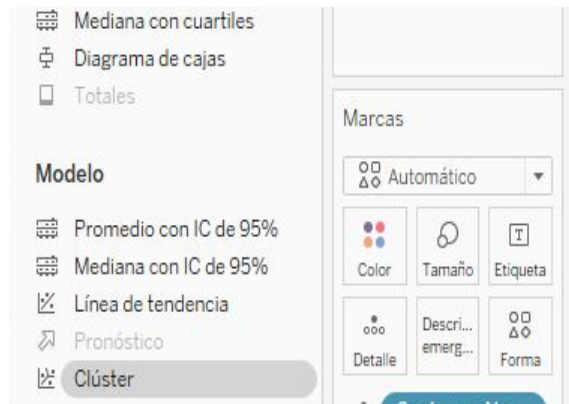 Mediana con cuartiles
Diagrama de cajas
Totales
Modelo
Promedio con IC de 95%
Mediana con IC de 95%
Línea de tendencia
Pronóstico
Clúster
Marcas
Automático
Color
Tamaño
T
Etiqueta
Detalle
Descri...
emerg...
Forma